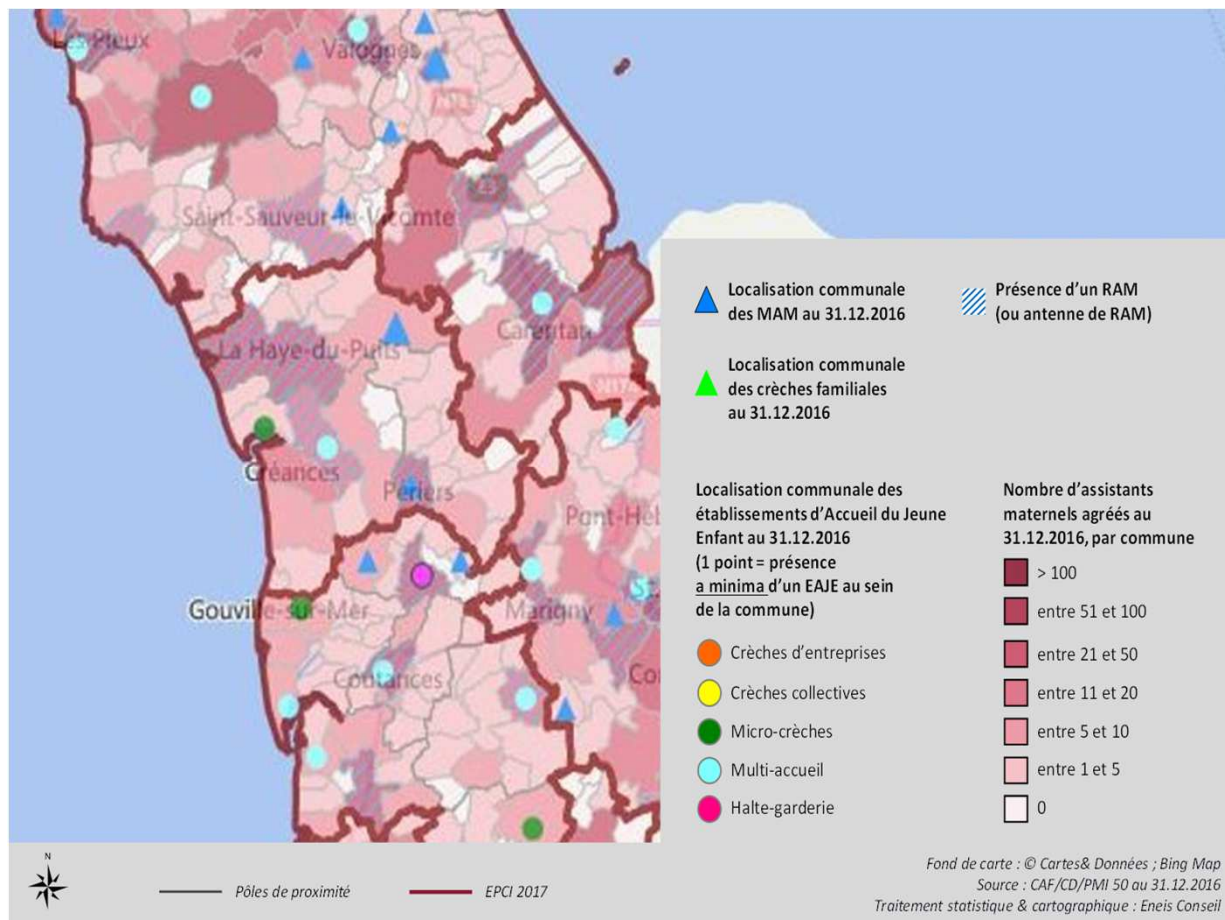 Les Pieux
Valognes
N13
Saint-Sauveur-le-Vicomte
Carentan
La Haye-du-Puits
N174
Créances
Périers
Pont-Héb
Gouville-sur-Mer
Marigny
St.
Coutances
Co
Localisation communale
des MAM au 31.12.2016
Présence d'un RAM
(ou antenne de RAM)
Localisation communale
des crèches familiales
au 31.12.2016
Localisation communale des
établissements d'Accueil du Jeune
Enfant au 31.12.2016
(1 point = présence
a minima d'un EAJE au sein
de la commune)
Crèches d'entreprises
Crèches collectives
Micro-crèches
Multi-accueil
Halte-garderie
Nombre d'assistants
maternels agréés au
31.12.2016, par commune
> 100
entre 51 et 100
entre 21 et 50
entre 11 et 20
entre 5 et 10
entre 1 et 5
0
N
Pôles de proximité
EPCI 2017
Fond de carte : © Cartes& Données ; Bing Map
Source : CAF/CD/PMI 50 au 31.12.2016
Traitement statistique & cartographique : Eneis Conseil